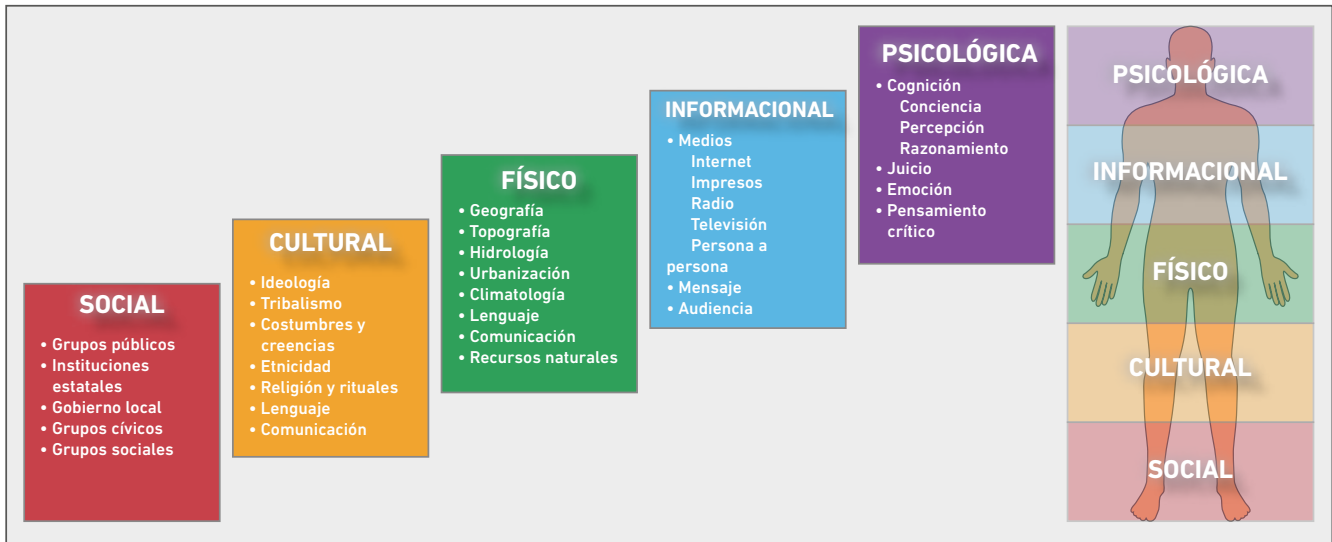 SOCIAL
• Grupos públicos
• Instituciones
estatales
• Gobierno local
• Grupos cívicos
• Grupos sociales
CULTURAL
• Ideología
• Tribalismo
• Costumbres y
creencias
• Etnicidad
• Religión y rituales
• Lenguaje
• Comunicación
FÍSICO
• Geografía
• Topografía
• Hidrología
• Urbanización
• Climatología
• Lenguaje
• Comunicación
• Recursos naturales
INFORMACIONAL
• Medios
Internet
Impresos
Radio
Televisión
Persona a
persona
• Mensaje
• Audiencia
PSICOLÓGICA
• Cognición
Conciencia
Percepción
Razonamiento
• Juicio
• Emoción
• Pensamiento
crítico
PSICOLÓGICA
INFORMACIONAL
FÍSICO
CULTURAL
SOCIAL